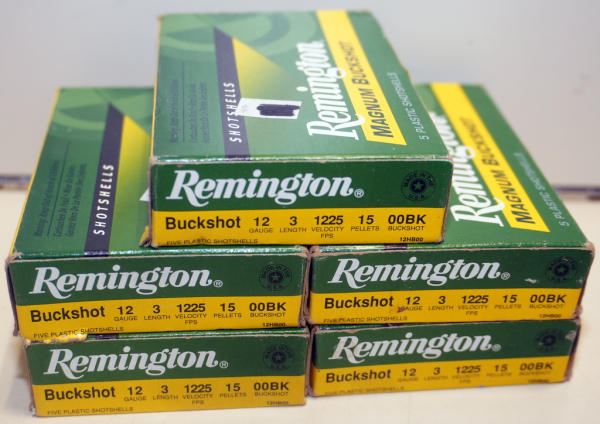 SHOTSHELLS
Remington
MAGNUM BUCKSHOT
5 PLASTIC SHOTSHELLS
Remington®
MADE IN U.S.A.
Buckshot 12 3 1225 15 00BK
GAUGE LENGTH VELOCITY FPS PELLETS BUCKSHOT
FIVE PLASTIC SHOTSHELLS 12HB00
SHOTSHELLS
MAGNUM BUCKSHOT
5 PLASTIC SHOTSHELLS
Remington®
Buckshot 12 3 1225 15 00BK
GAUGE LENGTH VELOCITY FPS PELLETS BUCKSHOT
FIVE PLASTIC SHOTSHELLS 12HB00
Remington®
Buckshot 12 3 1225 15 00BK
GAUGE LENGTH VELOCITY FPS PELLETS BUCKSHOT
FIVE PLASTIC SHOTSHELLS 12HB00
Remington®
Buckshot 12 3 1225 15 00BK
GAUGE LENGTH VELOCITY FPS PELLETS BUCKSHOT
FIVE PLASTIC SHOTSHELLS 12HB00
Remington®
Buckshot 12 3 1225 15 00BK
GAUGE LENGTH VELOCITY FPS PELLETS BUCKSHOT
FIVE PLASTIC SHOTSHELLS 12HB00